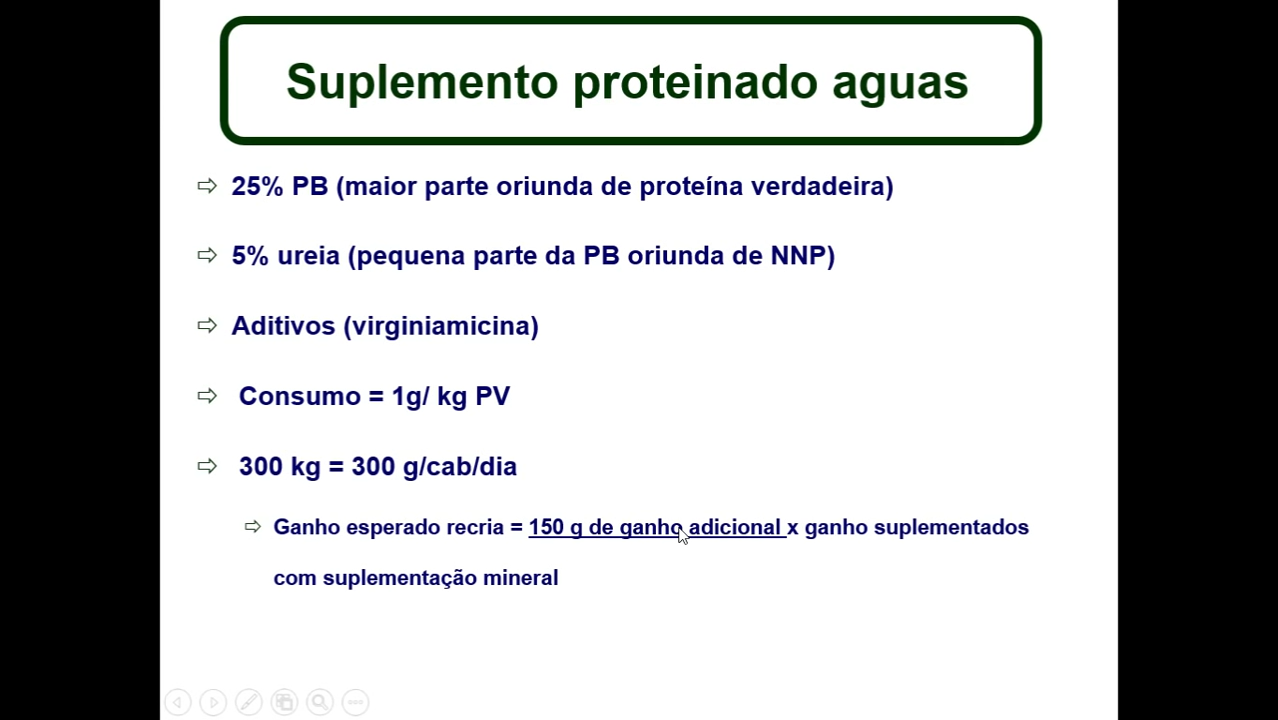 Suplemento proteinado aguas
⇨ 25% PB (maior parte oriunda de proteína verdadeira)
⇨ 5% ureia (pequena parte da PB oriunda de NNP)
⇨ Aditivos (virginiamicina)
⇨ Consumo = 1g/ kg PV
⇨ 300 kg = 300 g/cab/dia
⇨ Ganho esperado recria = 150 g de ganho adicional x ganho suplementados
com suplementação mineral